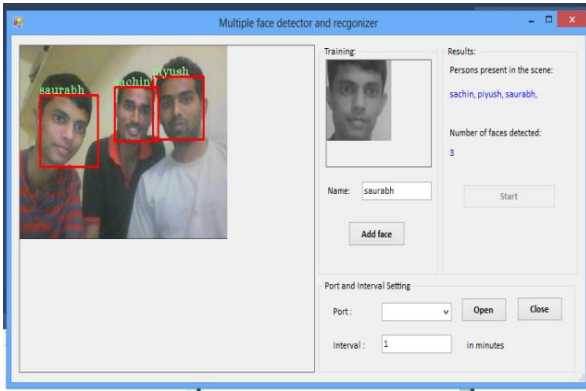 Multiple face detector and recgonizer
saurabh
sachin
piyush
Training:
Name: saurabh
Add face
Results:
Persons present in the scene:
sachin, piyush, saurabh,
Number of faces detected:
3
Start
Port and Interval Setting
Port :
Open
Close
Interval : 1 in minutes